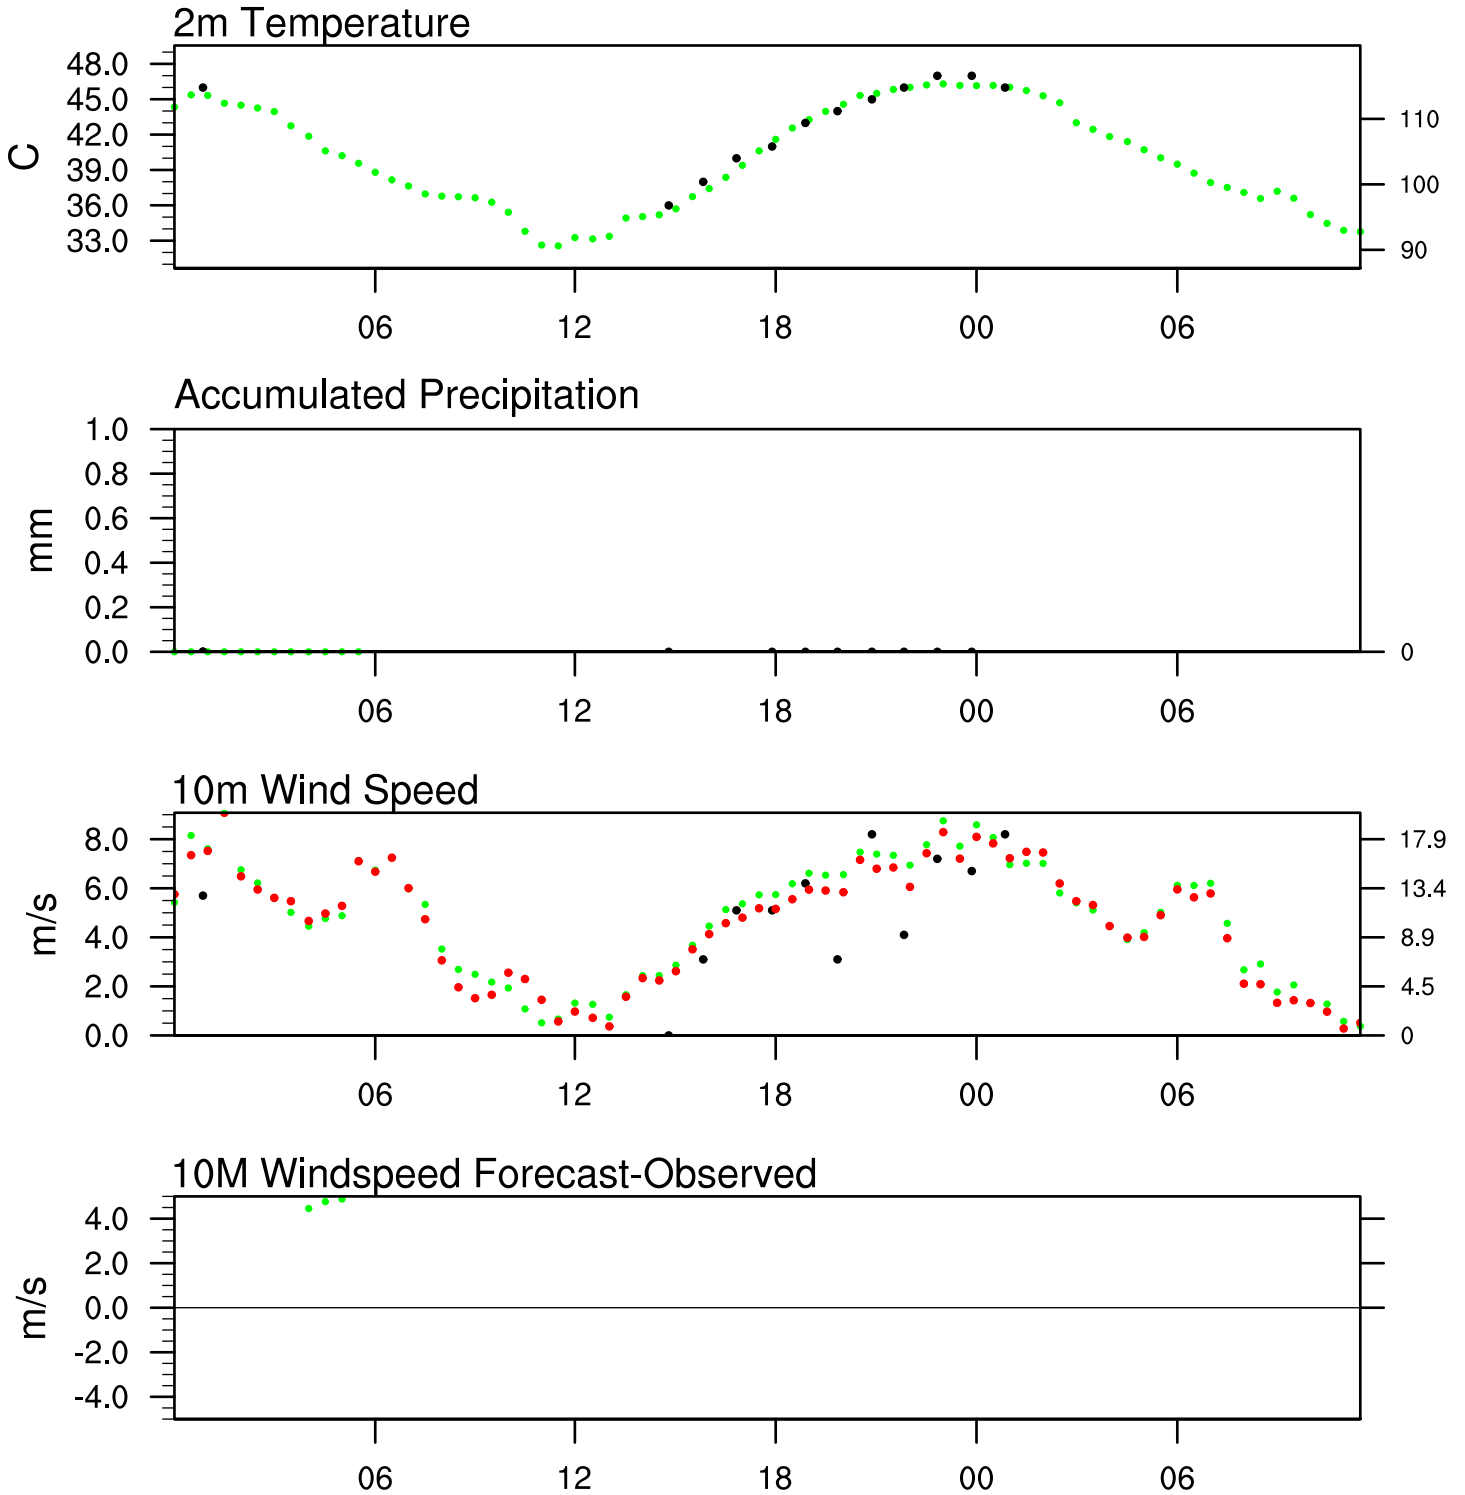 2m Temperature
48.0
45.0
42.0
39.0
36.0
33.0
C
110
100
90
06 12 18 00 06
Accumulated Precipitation
1.0
0.8
0.6
0.4
0.2
0.0
mm
0
06 12 18 00 06
10m Wind Speed
8.0
6.0
4.0
2.0
0.0
m/s
17.9
13.4
8.9
4.5
0
06 12 18 00 06
10M Windspeed Forecast-Observed
4.0
2.0
0.0
-2.0
-4.0
m/s
06 12 18 00 06